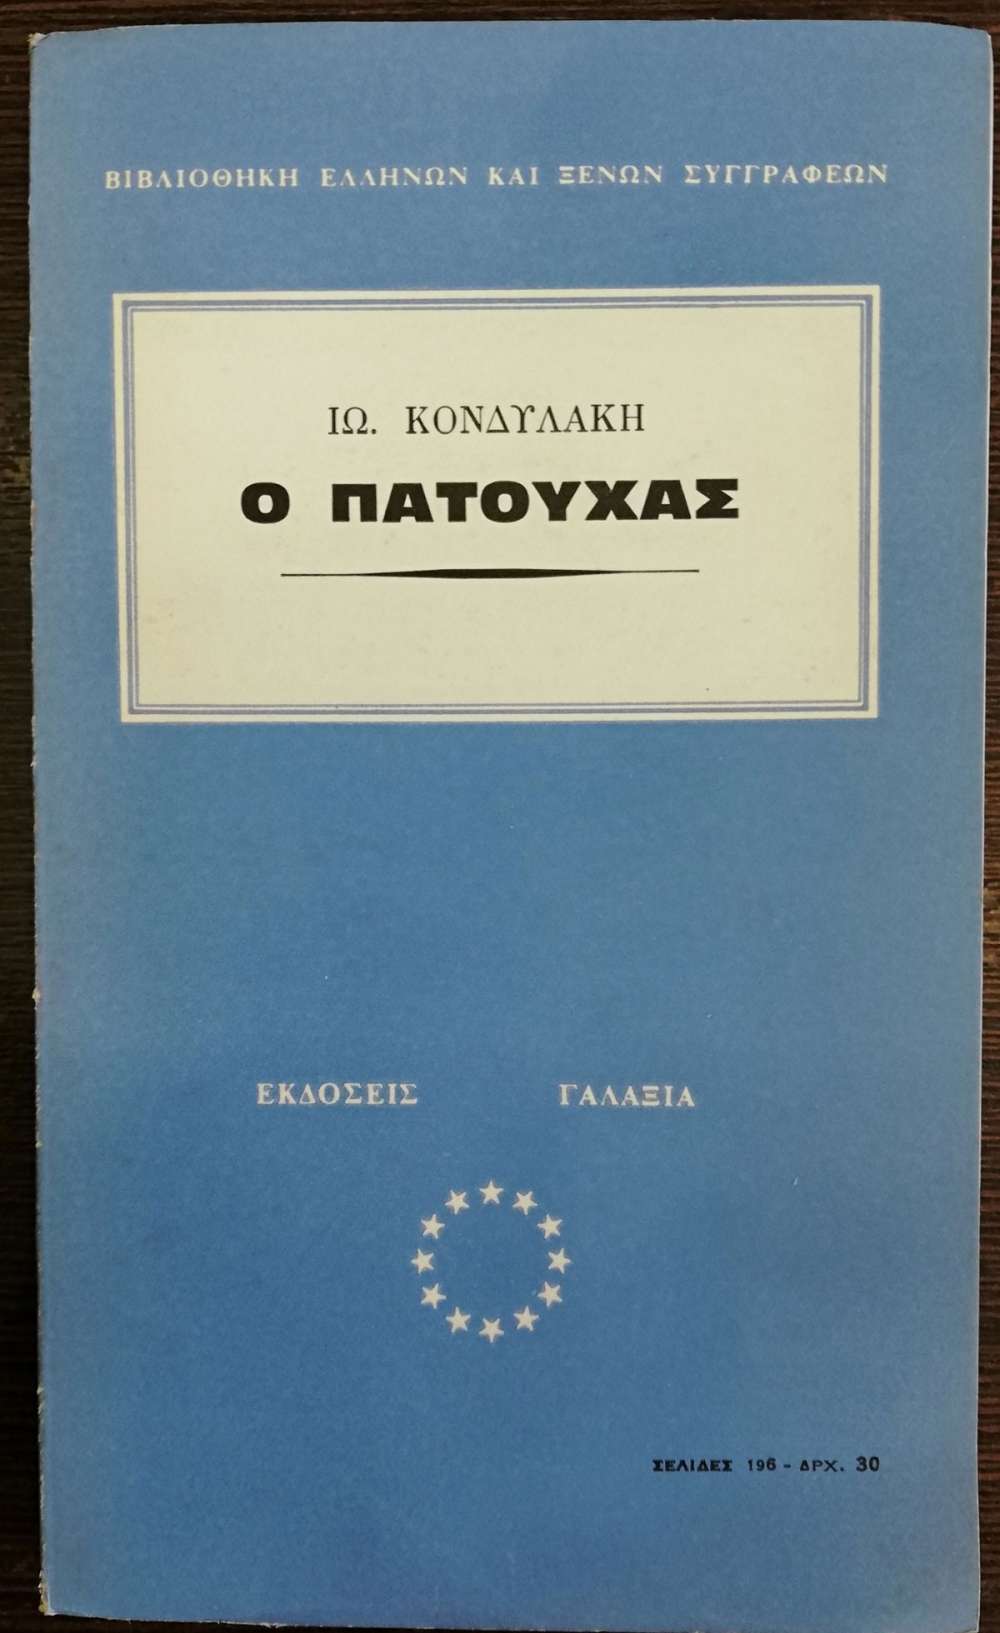 ΒΙΒΛΙΟΘΗΚΗ ΕΛΛΗΝΩΝ ΚΑΙ ΞΕΝΩΝ ΣΥΓΓΡΑΦΕΩΝ
ΙΩ. ΚΟΝΔΥΛΑΚΗ
Ο ΠΑΤΟΥΧΑΣ
ΕΚΔΟΣΕΙΣ ΓΑΛΑΞΙΑ
ΣΕΛΙΔΕΣ 196 - ΔΡΧ. 30